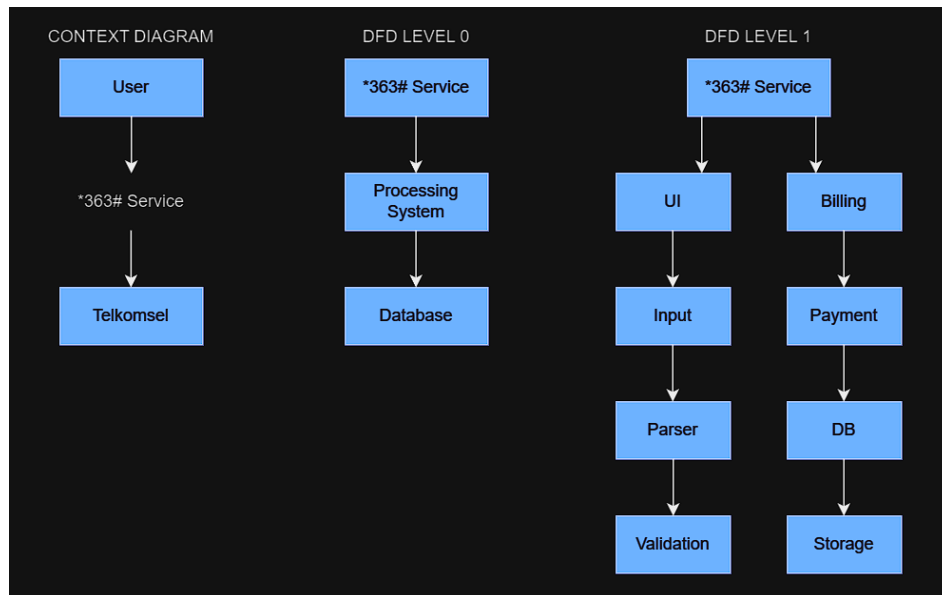 CONTEXT DIAGRAM
User
*363# Service
Telkomsel
DFD LEVEL 0
*363# Service
Processing
System
Database
DFD LEVEL 1
*363# Service
UI
Input
Parser
Validation
Billing
Payment
DB
Storage